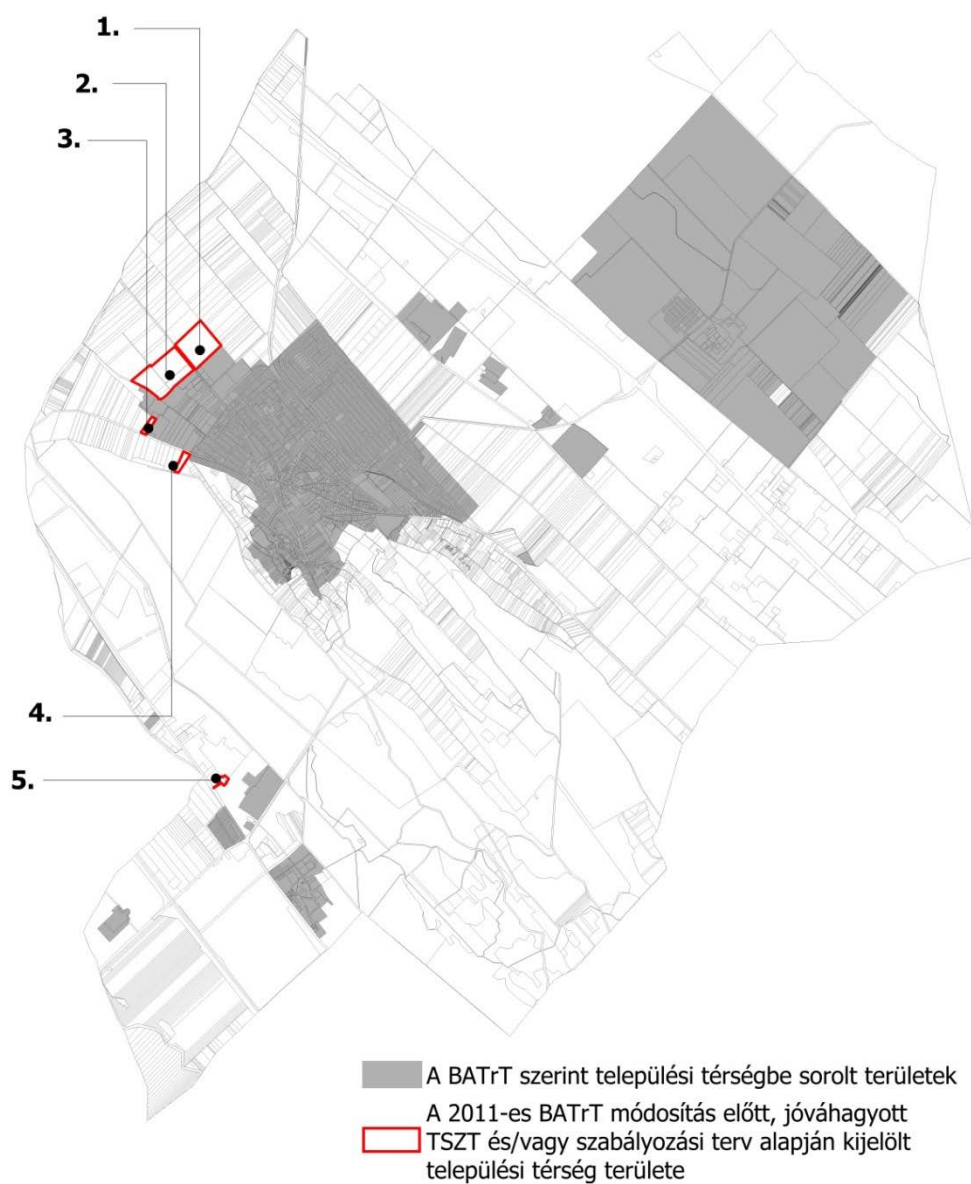 1.
2.
3.
4.
5.
A BATrT szerint települési térségbe sorolt területek
A 2011-es BATrT módosítás előtt, jóváhagyott
TSZT és/vagy szabályozási terv alapján kijelölt
települési térség területe